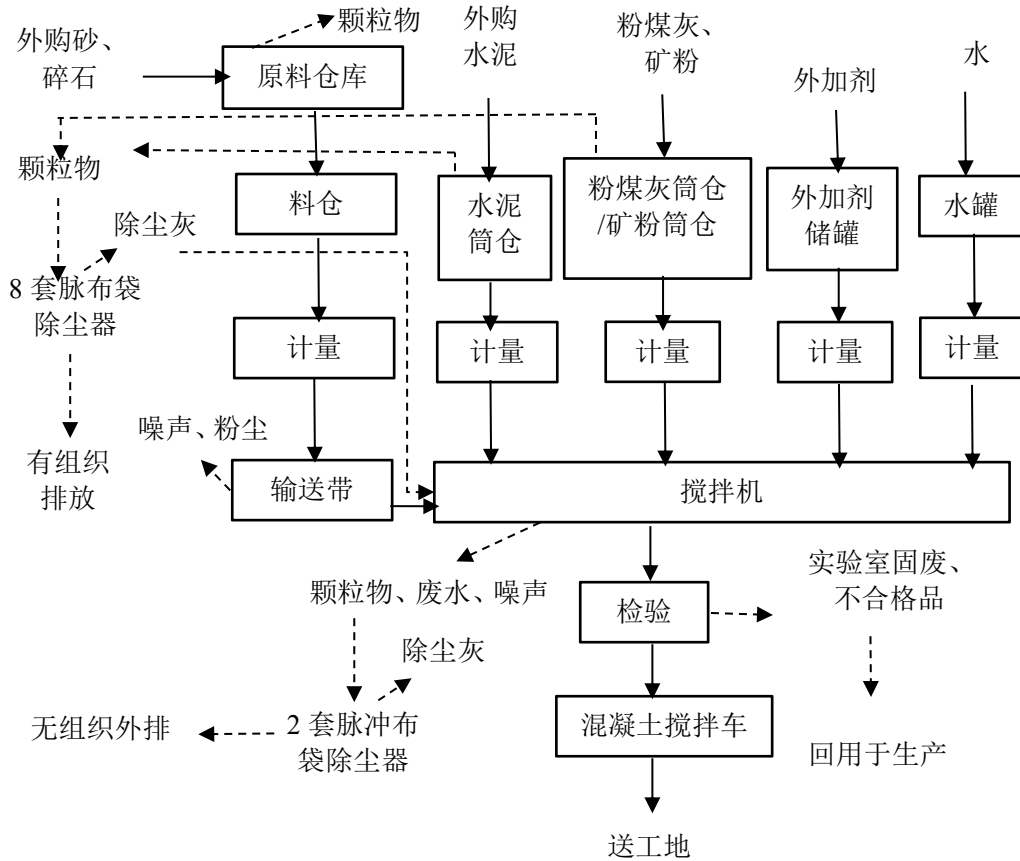 颗粒物
外购砂、
碎石
原料仓库
外购
水泥
粉煤灰、
矿粉
外加剂
水
颗粒物
料仓
水泥
筒仓
粉煤灰筒仓
/矿粉筒仓
外加剂
储罐
水罐
除尘灰
8 套脉布袋
除尘器
计量
计量
计量
计量
计量
噪声、粉尘
有组织
排放
输送带
搅拌机
颗粒物、废水、噪声
检验
实验室固废、
不合格品
除尘灰
无组织外排
2 套脉冲布
袋除尘器
混凝土搅拌车
回用于生产
送工地